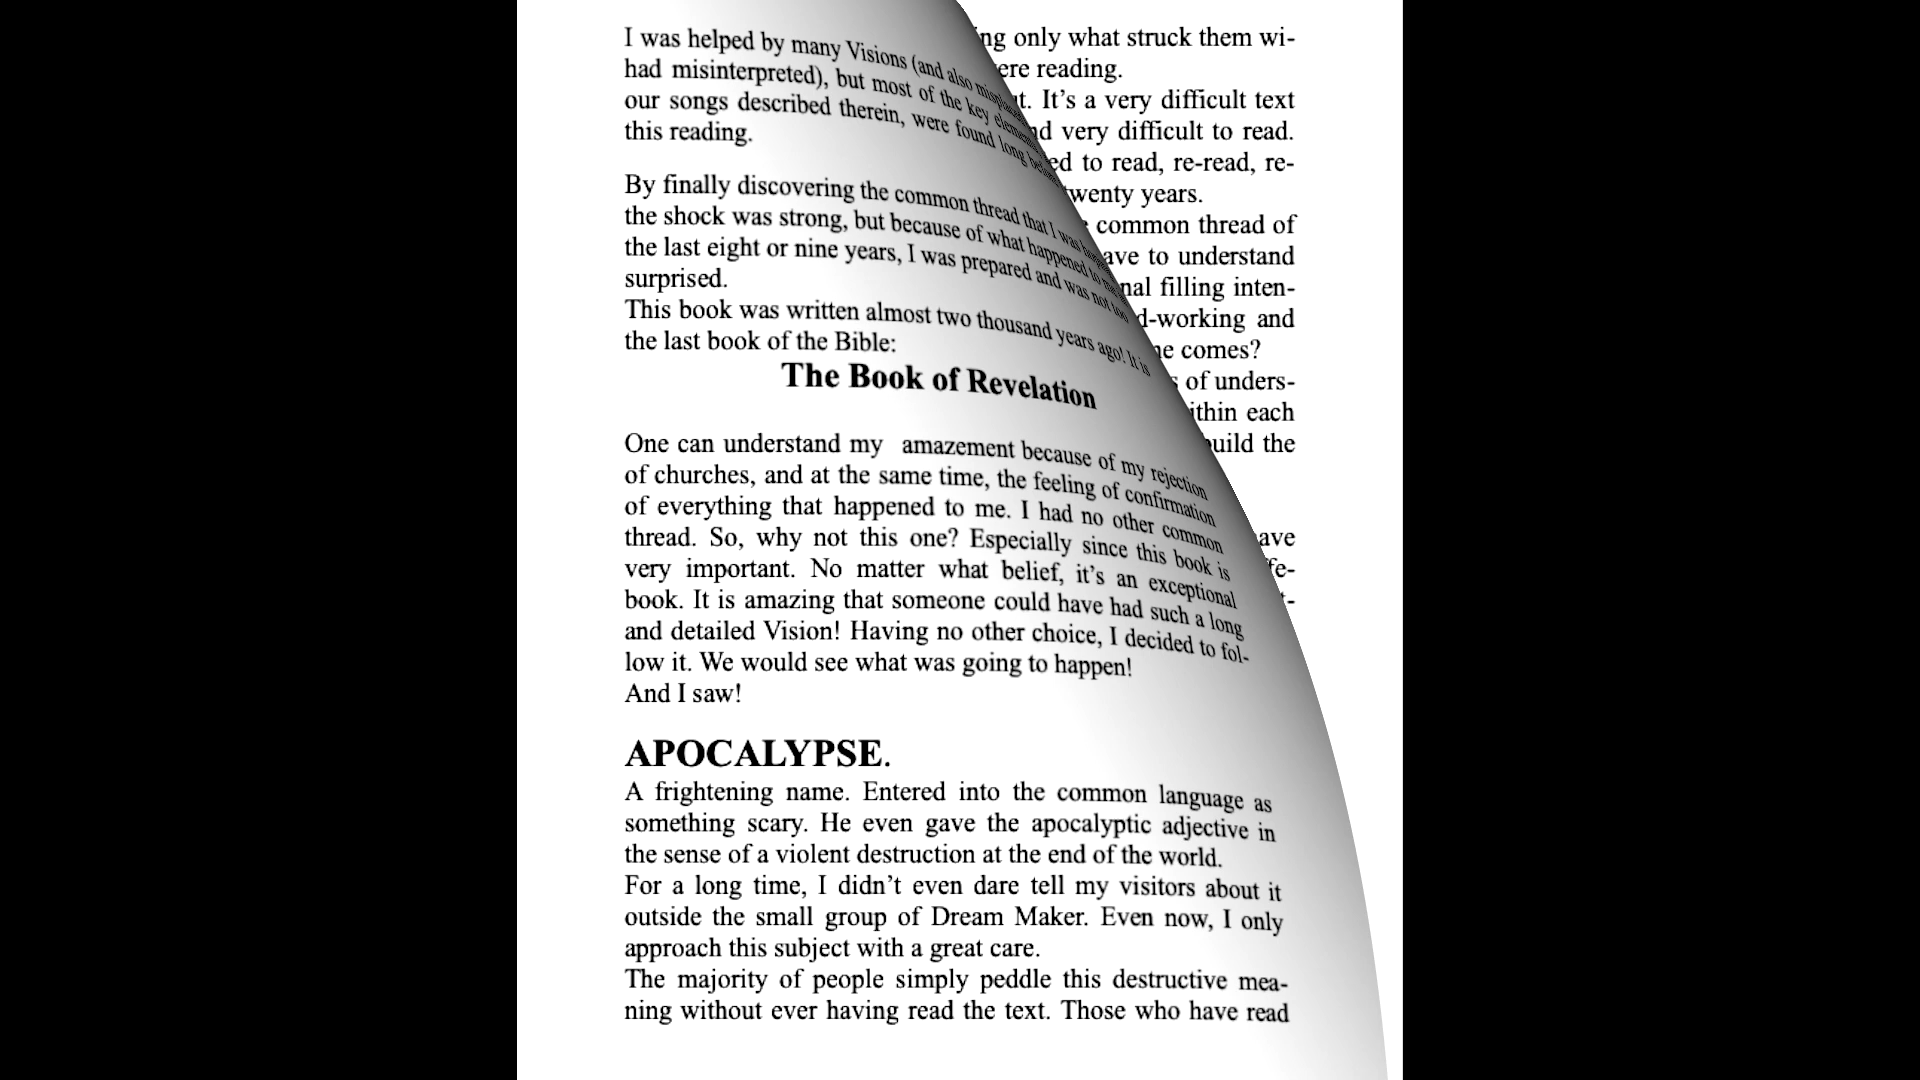 I was helped by many Visions (and also
had misinterpreted), but most of the key
our songs described therein, were found long
this reading.
By finally discovering the common thread that I was
the shock was strong, but because of what happened to
the last eight or nine years, I was prepared and was not too
surprised.
This book was written almost two thousand years ago! It is
the last book of the Bible:
The Book of Revelation
One can understand my amazement because of my rejection
of churches, and at the same time, the feeling of confirmation
of everything that happened to me. I had no other common
thread. So, why not this one? Especially since this book is
very important. No matter what belief, it's an exceptional
book. It is amazing that someone could have had such a long
and detailed Vision! Having no other choice, I decided to fol-
low it. We would see what was going to happen!
And I saw!
APOCALYPSE.
A frightening name. Entered into the common language as
something scary. He even gave the apocalyptic adjective in
the sense of a violent destruction at the end of the world.
For a long time, I didn't even dare tell my visitors about it
outside the small group of Dream Maker. Even now, I only
approach this subject with a great care.
The majority of people simply peddle this destructive mea-
ning without ever having read the text. Those who have read
only what struck them wi-
reading.
It's a very difficult text
very difficult to read.
to read, re-read, re-
twenty years.
common thread of
to understand
filling inten-
and
comes?
of unders-
each
the